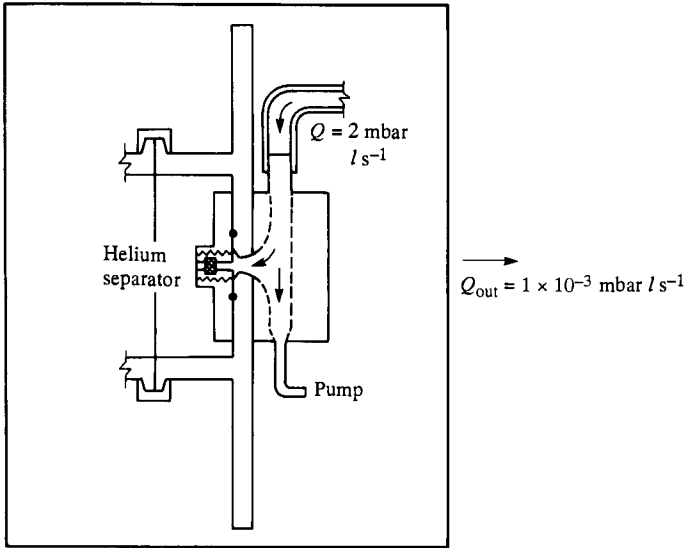 Q = 2 mbar
l s⁻¹
Helium
separator
Q_out = 1 × 10⁻³ mbar l s⁻¹
Pump